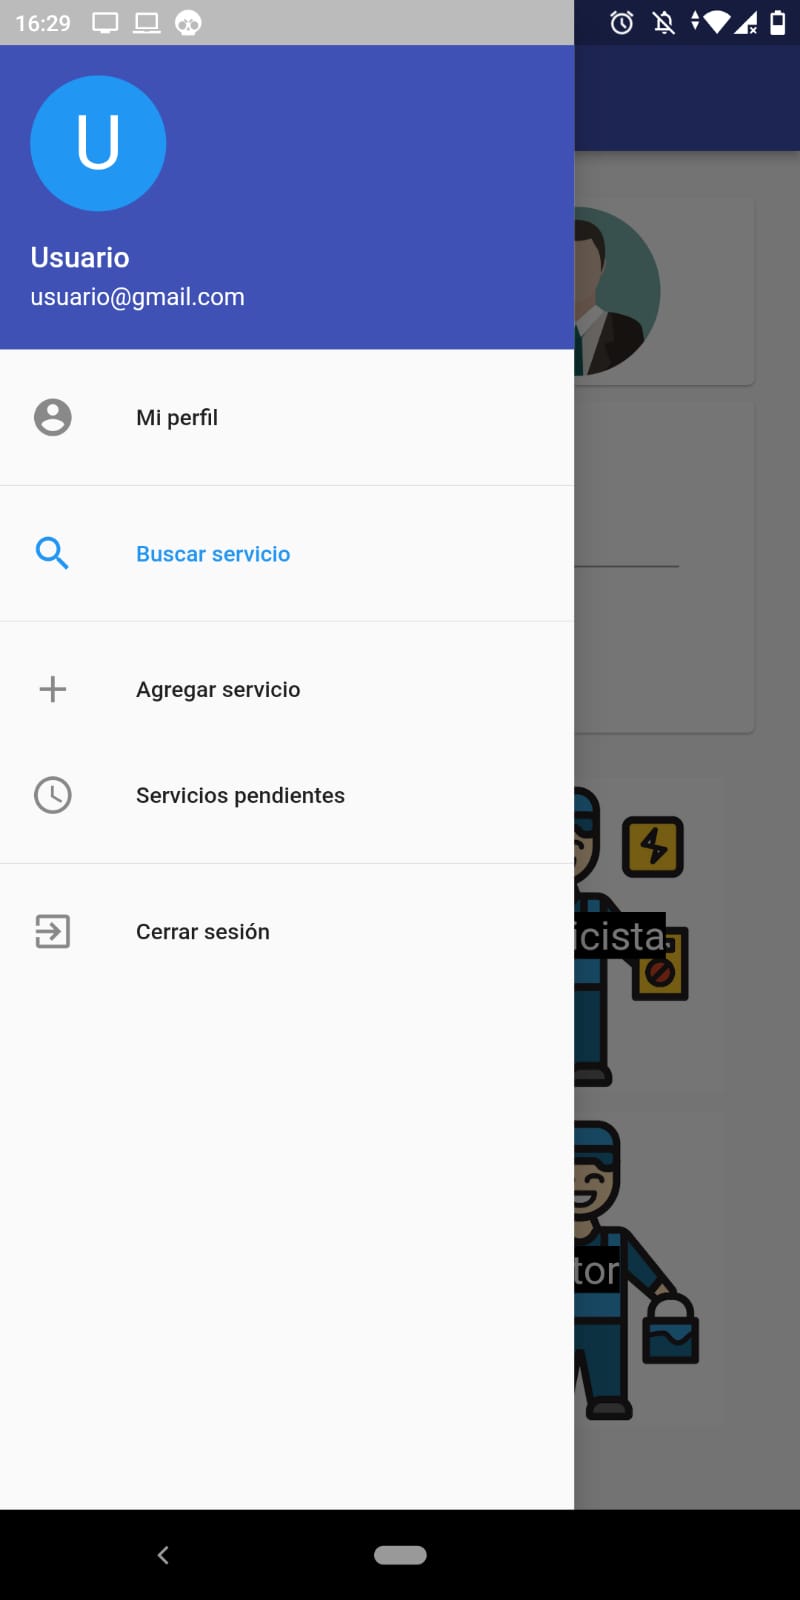 16:29
U
Usuario
usuario@gmail.com
Mi perfil
Buscar servicio
Agregar servicio
Servicios pendientes
icista
Cerrar sesión
tor